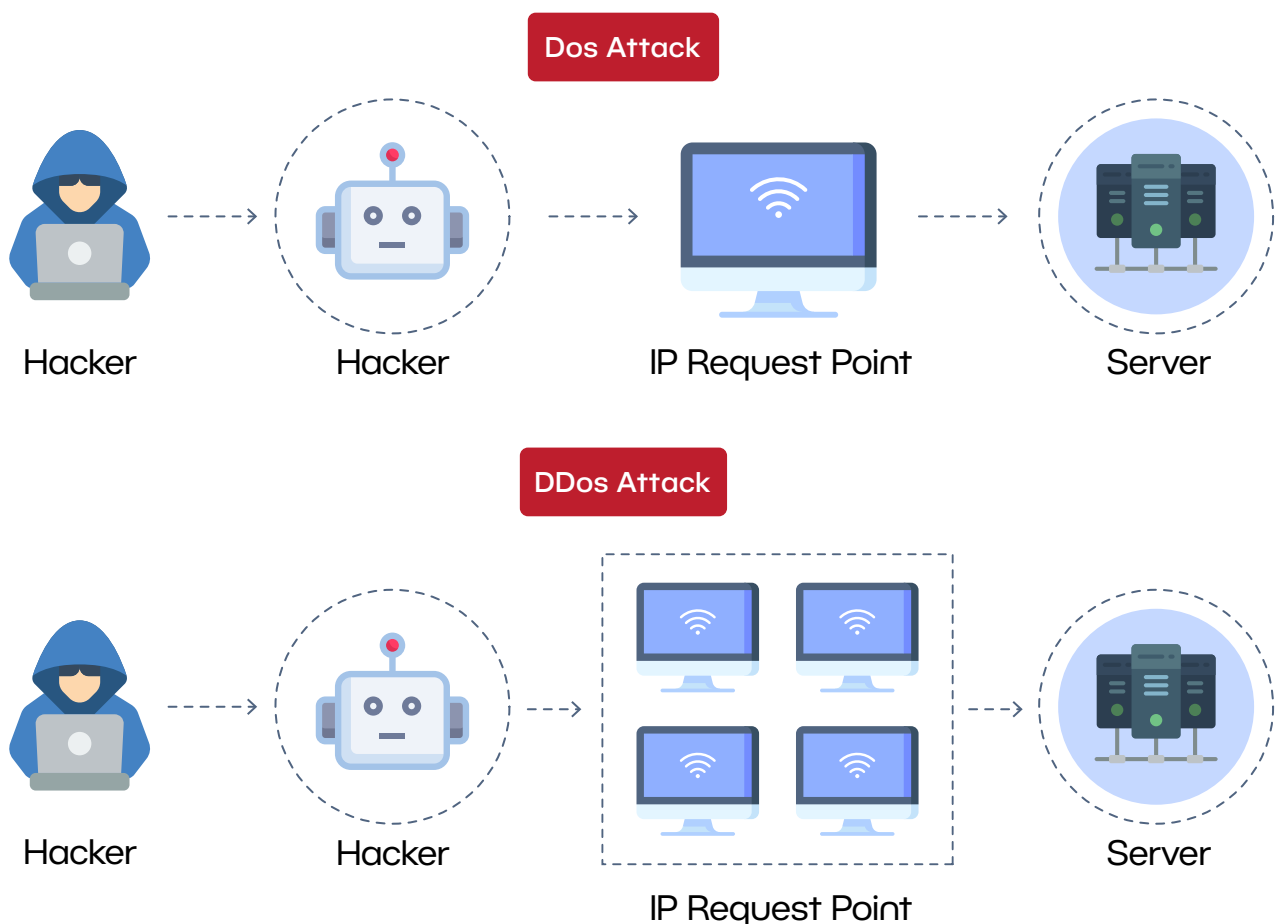 Dos Attack
Hacker
Hacker
IP Request Point
Server
DDos Attack
Hacker
Hacker
IP Request Point
Server